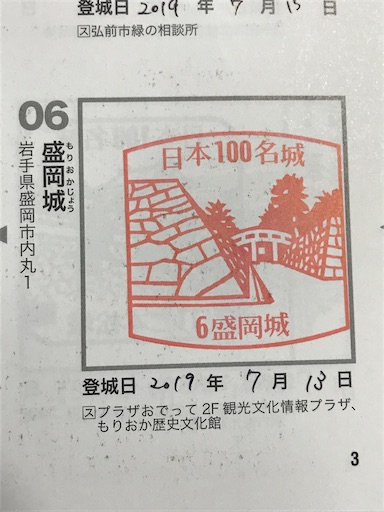 登城日 2019 年 7 月 15 日
ス弘前市緑の相談所
06
盛岡城
もりおかじょう
岩手県盛岡市内丸1
日本100名城
6盛岡城
登城日 2019 年 7 月 13 日
スプラザおでって2F観光文化情報プラザ、
もりおか歴史文化館
3